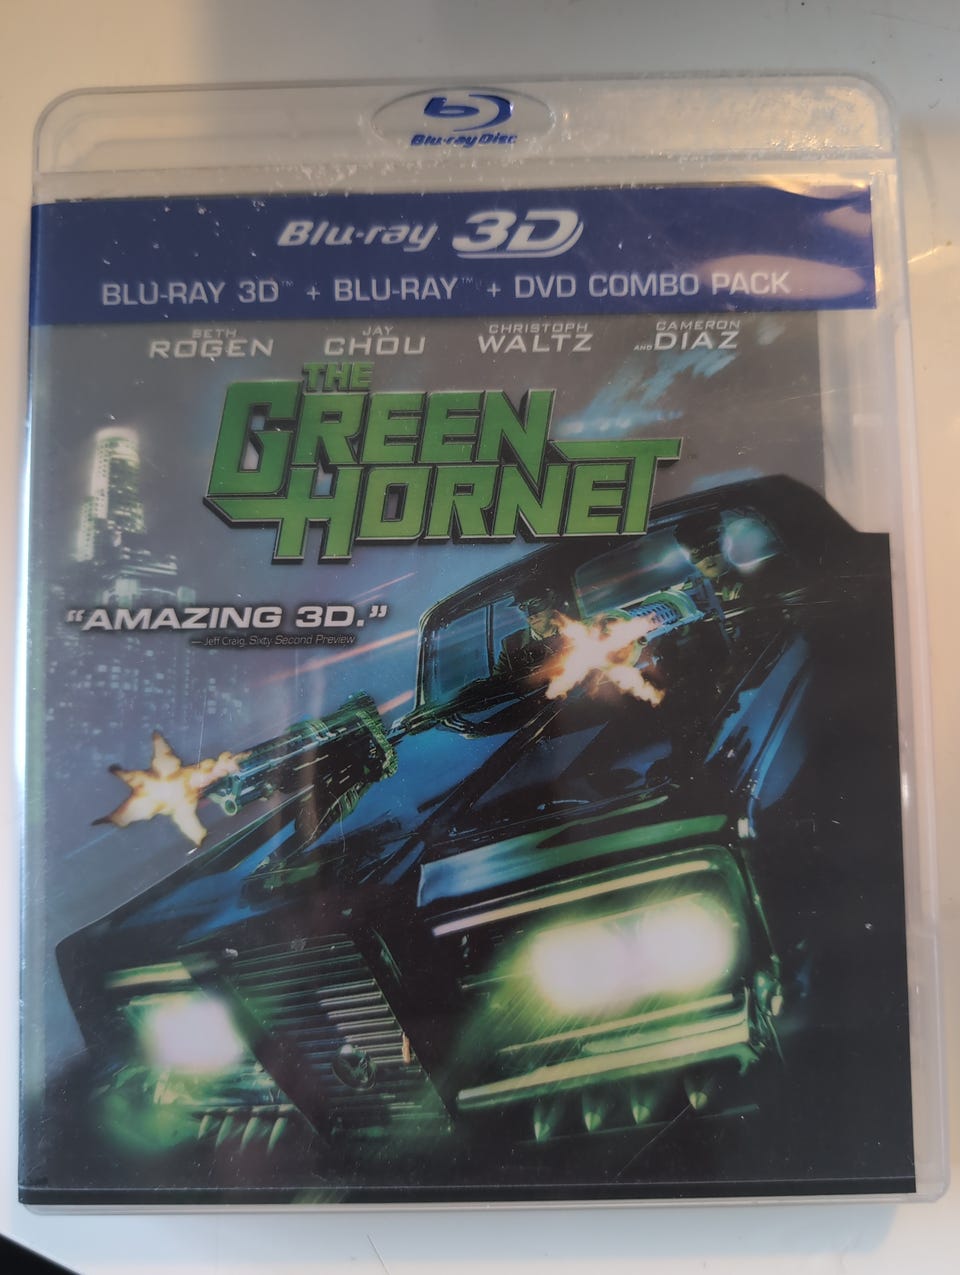 Blu-ray Disc
Blu-ray 3D
BLU-RAY 3D™ + BLU-RAY™ + DVD COMBO PACK
SETH ROGEN JAY CHOU CHRISTOPH WALTZ AND CAMERON DIAZ
THE
GREEN
HORNET™
“AMAZING 3D.”
—Jeff Craig, Sixty Second Preview